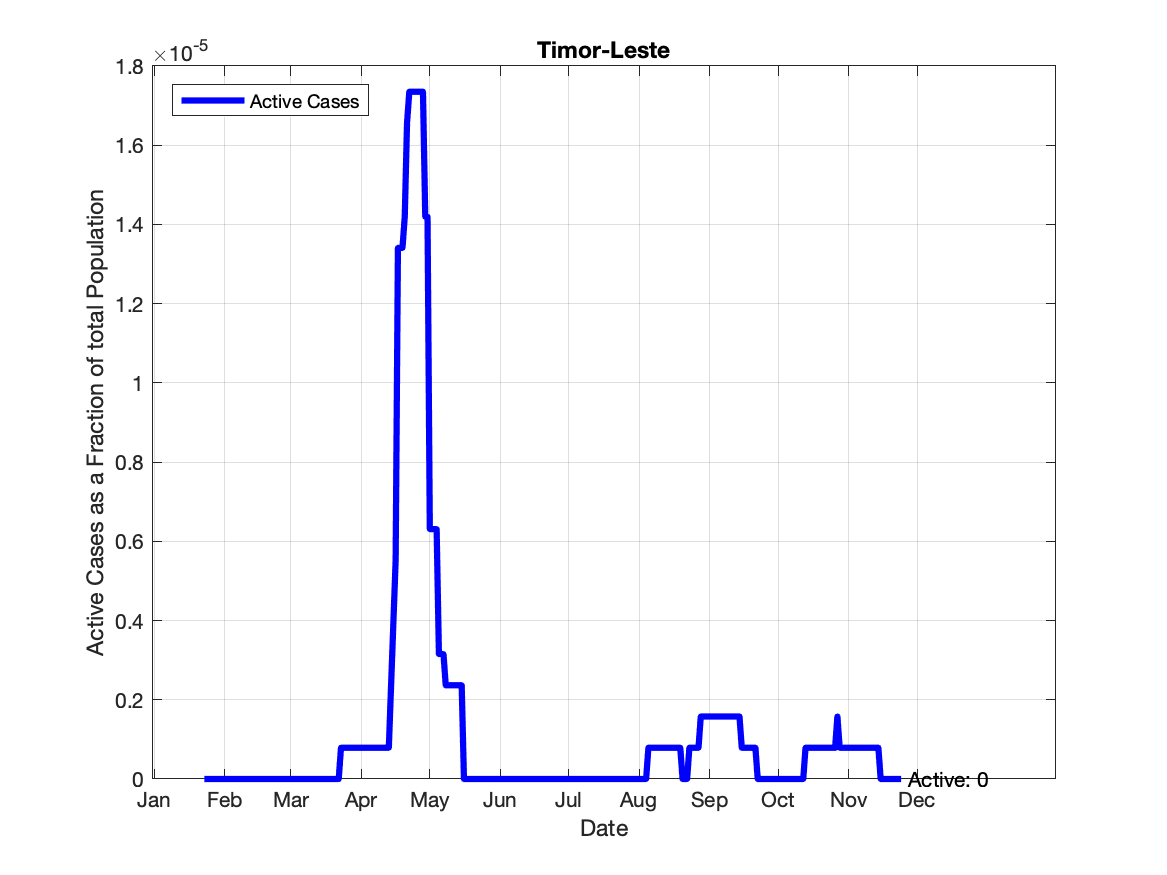 Timor-Leste
×10-5
Active Cases
1.8
1.6
1.4
1.2
1
0.8
0.6
0.4
0.2
0
Active Cases as a Fraction of total Population
Active: 0
Jan Feb Mar Apr May Jun Jul Aug Sep Oct Nov Dec
Date